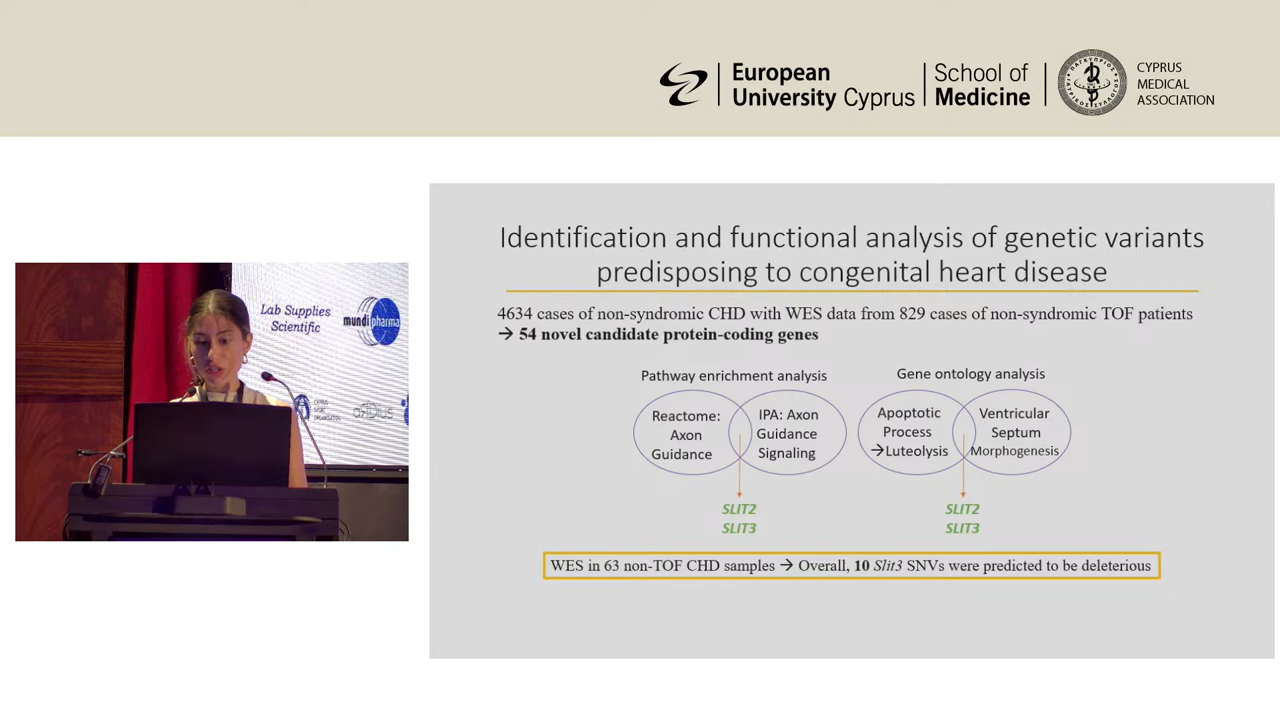 European
University Cyprus
School of
Medicine
ΠΑΓΚΥΠΡΙΟΣ
ΙΑΤΡΙΚΟΣ ΣΥΛΛΟΓΟΣ
CYPRUS
MEDICAL
ASSOCIATION
Lab Supplies
Scientific
mundipharma
Identification and functional analysis of genetic variants
predisposing to congenital heart disease
4634 cases of non-syndromic CHD with WES data from 829 cases of non-syndromic TOF patients
→ 54 novel candidate protein-coding genes
Pathway enrichment analysis
Gene ontology analysis
Reactome:
Axon
Guidance
IPA: Axon
Guidance
Signaling
Apoptotic
Process
→Luteolysis
Ventricular
Septum
Morphogenesis
SLIT2
SLIT3
SLIT2
SLIT3
WES in 63 non-TOF CHD samples → Overall, 10 Slit3 SNVs were predicted to be deleterious